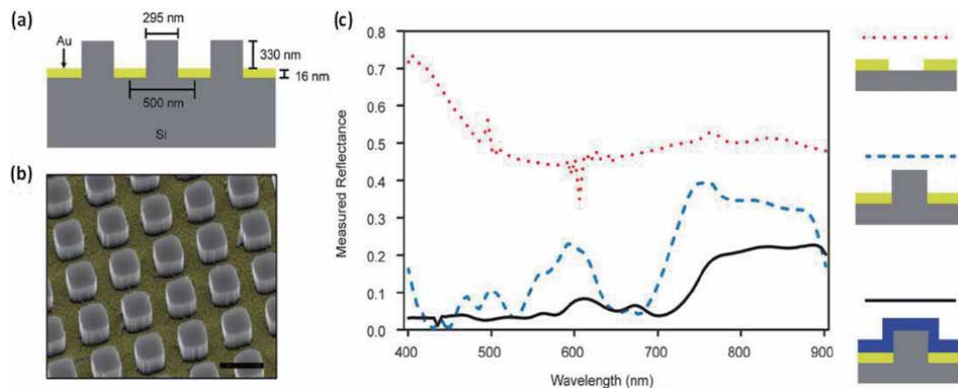 (a)
295 nm
Au
330 nm
16 nm
500 nm
Si
(b)
(c)
0.8
0.7
0.6
0.5
0.4
0.3
0.2
0.1
0.0
Measured Reflectance
400 500 600 700 800 900
Wavelength (nm)